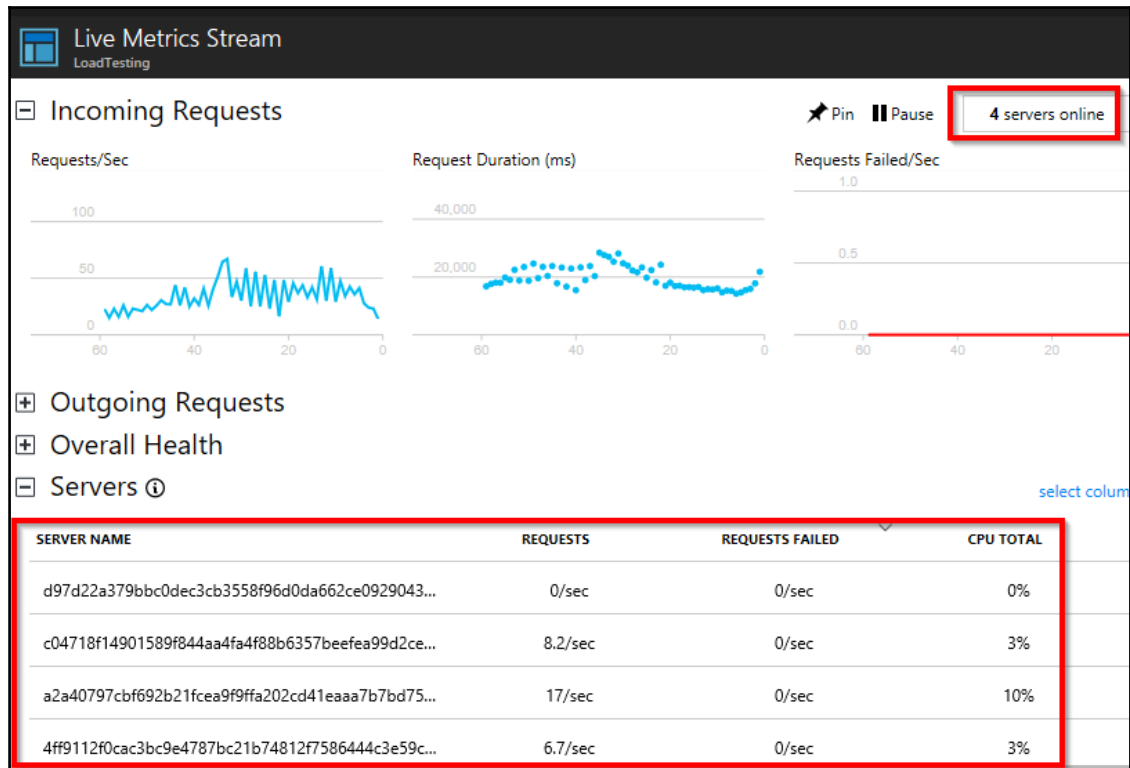 Live Metrics Stream
LoadTesting
Incoming Requests
Pin Pause 4 servers online
Requests/Sec
100
50
0
60 40 20 0
Request Duration (ms)
40,000
20,000
60 40 20 0
Requests Failed/Sec
1.0
0.5
0.0
60 40 20
Outgoing Requests
Overall Health
Servers
select colum
SERVER NAME REQUESTS REQUESTS FAILED CPU TOTAL
d97d22a379bbc0dec3cb3558f96d0da662ce0929043... 0/sec 0/sec 0%
c04718f14901589f844aa4fa4f88b6357beefea99d2ce... 8.2/sec 0/sec 3%
a2a40797cbf692b21fcea9f9ffa202cd41eaaa7b7bd75... 17/sec 0/sec 10%
4ff9112f0cac3bc9e4787bc21b74812f7586444c3e59c... 6.7/sec 0/sec 3%